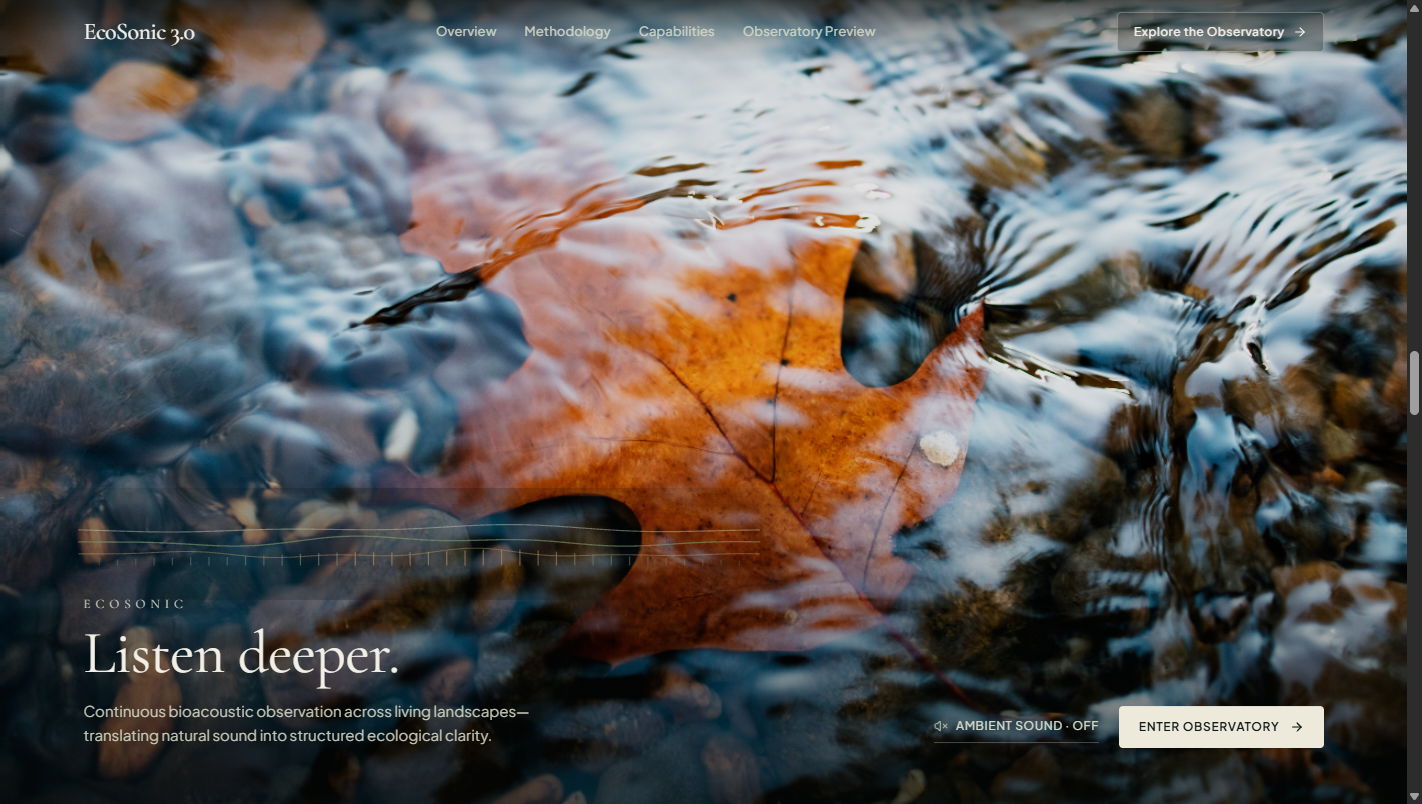 EcoSonic 3.0
Overview
Methodology
Capabilities
Observatory Preview
Explore the Observatory
ECOSONIC
Listen deeper.
Continuous bioacoustic observation across living landscapes—
translating natural sound into structured ecological clarity.
AMBIENT SOUND · OFF
ENTER OBSERVATORY